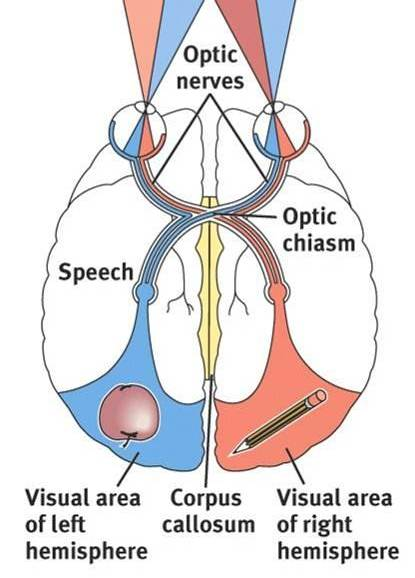 Optic
nerves
Optic
chiasm
Speech
Visual area
of left
hemisphere
Corpus
callosum
Visual area
of right
hemisphere